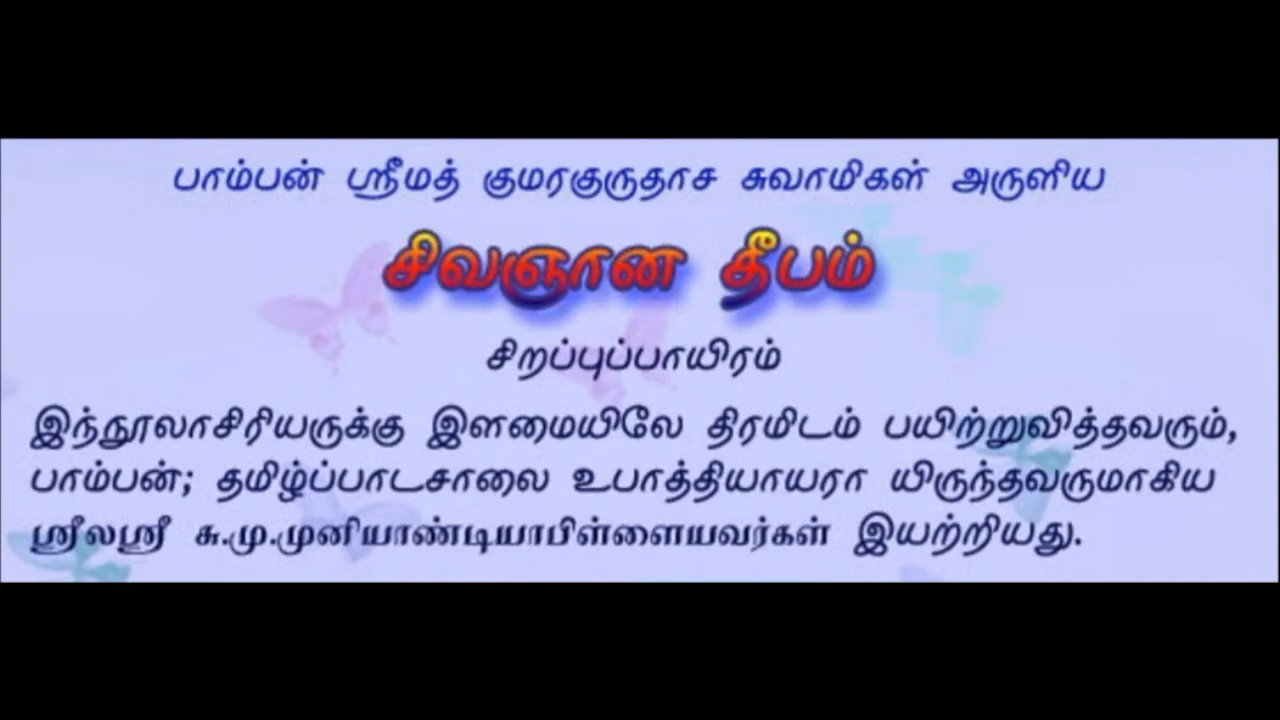 பாம்பன் ஸ்ரீமத் குமரகுருதாச சுவாமிகள் அருளிய
சிவஞான தீபம்
சிறப்புப்பாயிரம்
இந்நூலாசிரியருக்கு இளமையிலே திரமிடம் பயிற்றுவித்தவரும்,
பாம்பன்; தமிழ்ப்பாடசாலை உபாத்தியாயரா யிருந்தவருமாகிய
ஸ்ரீலஸ்ரீ சு.மு.முனியாண்டியாபிள்ளையவர்கள் இயற்றியது.